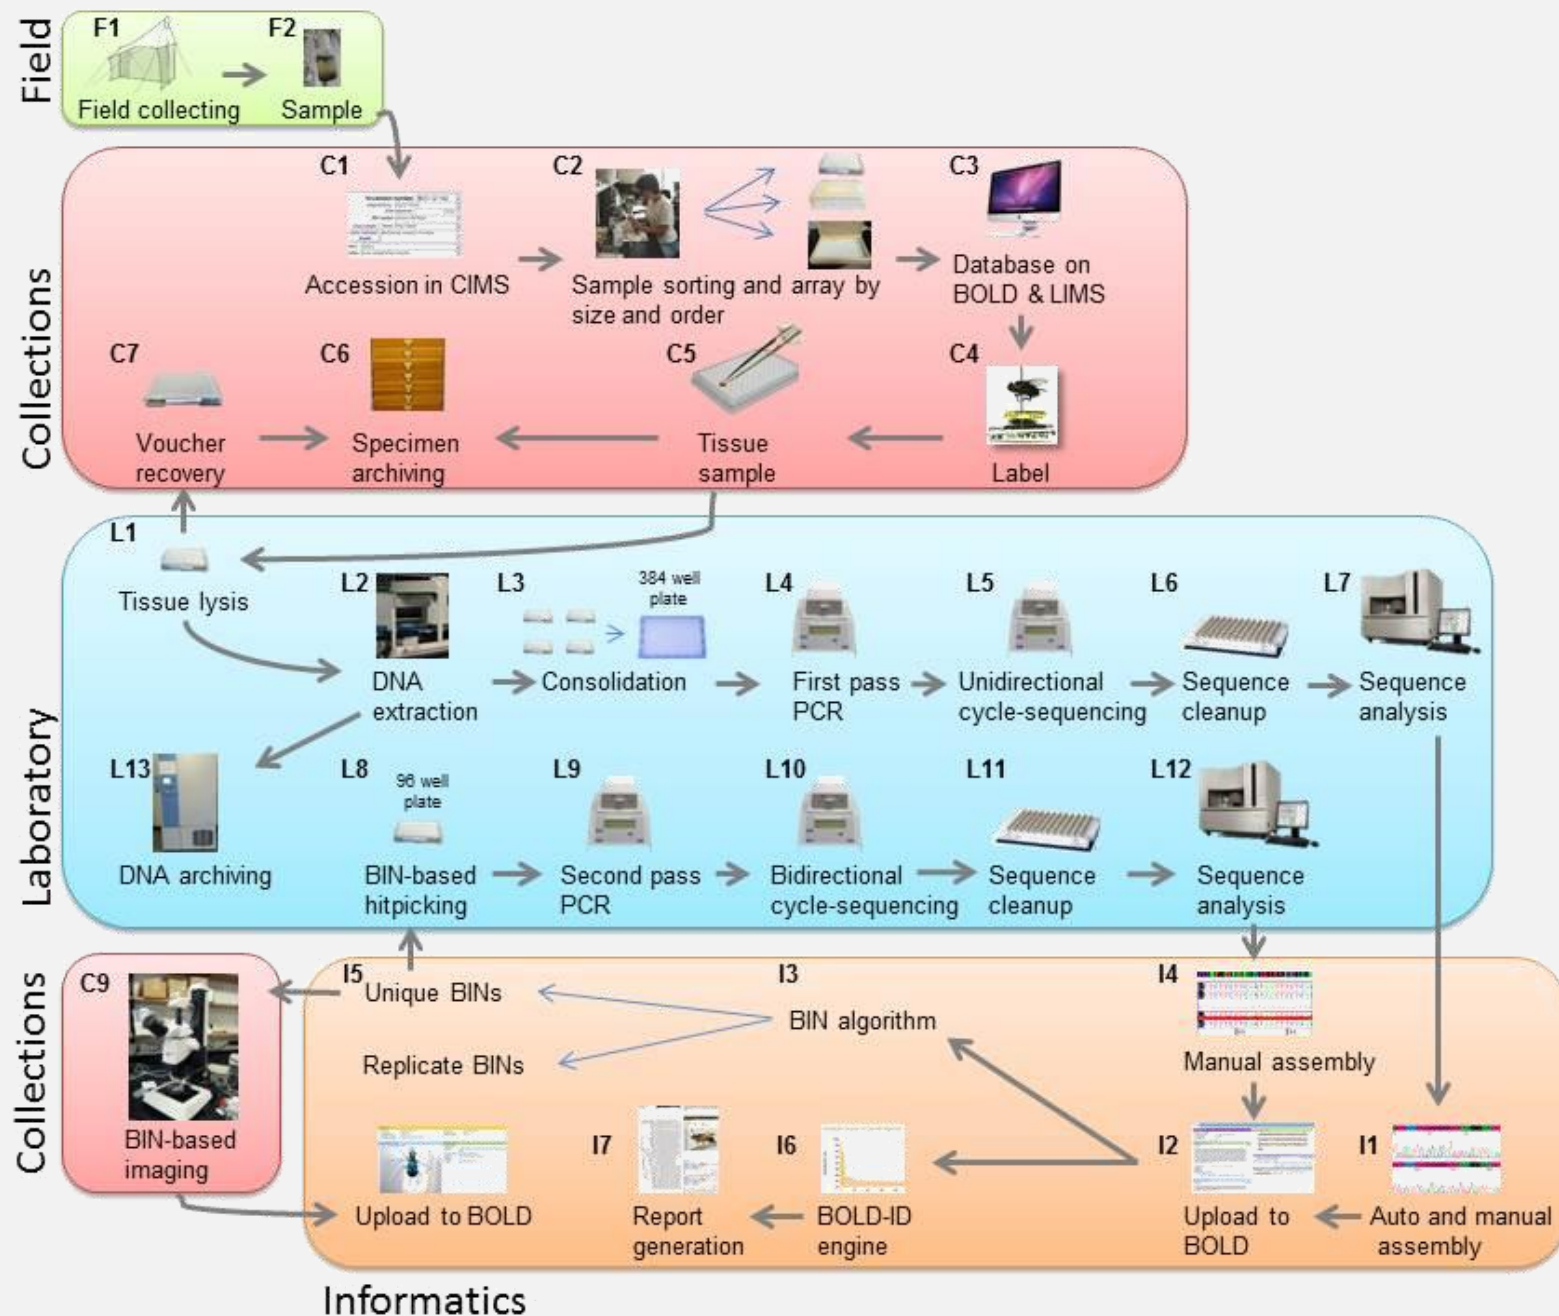 Field
F1
F2
Field collecting
Sample
Collections
C1
C2
C3
Accession in CIMS
Sample sorting and array by
size and order
Database on
BOLD & LIMS
C7
C6
C5
C4
Voucher
recovery
Specimen
archiving
Tissue
sample
Label
Laboratory
L1
Tissue lysis
L2
DNA
extraction
L3
384 well
plate
Consolidation
L4
First pass
PCR
L5
Unidirectional
cycle-sequencing
L6
Sequence
cleanup
L7
Sequence
analysis
L13
DNA archiving
L8
96 well
plate
BIN-based
hitpicking
L9
Second pass
PCR
L10
Bidirectional
cycle-sequencing
L11
Sequence
cleanup
L12
Sequence
analysis
Collections
C9
BIN-based
imaging
I5
Unique BINs
Replicate BINs
I3
BIN algorithm
I4
Manual assembly
Upload to BOLD
I7
Report
generation
I6
BOLD-ID
engine
I2
Upload to
BOLD
I1
Auto and manual
assembly
Informatics